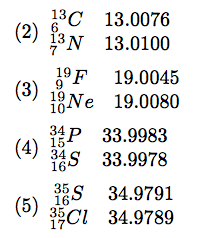 (2) ¹³₆C 13.0076
¹³₇N 13.0100
(3) ¹⁹₉F 19.0045
¹⁹₁₀Ne 19.0080
(4) ³⁴₁₅P 33.9983
³⁴₁₆S 33.9978
(5) ³⁵₁₆S 34.9791
³⁵₁₇Cl 34.9789